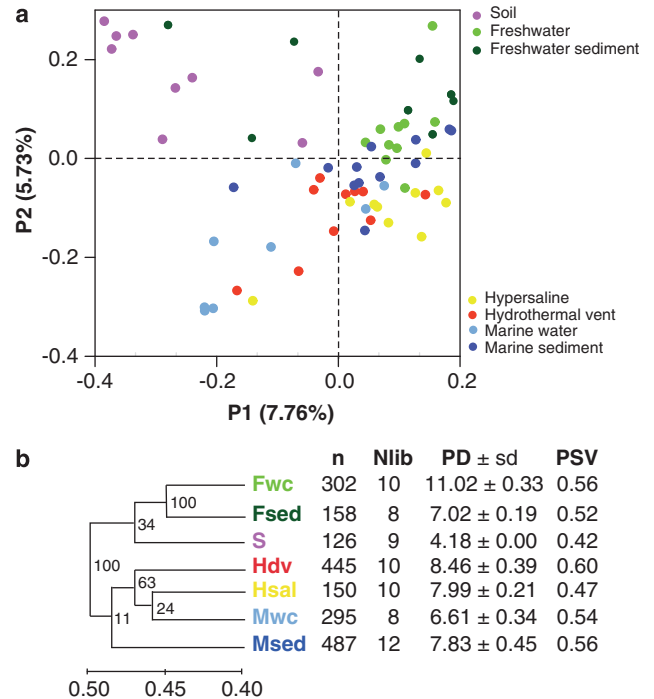 a
Soil
Freshwater
Freshwater sediment
0.2
0.0
-0.2
-0.4
P2 (5.73%)
Hypersaline
Hydrothermal vent
Marine water
Marine sediment
-0.4 -0.2 0.0 0.2
P1 (7.76%)
b
n Nlib PD ± sd PSV
Fwc 302 10 11.02 ± 0.33 0.56
100
Fsed 158 8 7.02 ± 0.19 0.52
34
S 126 9 4.18 ± 0.00 0.42
100
Hdv 445 10 8.46 ± 0.39 0.60
63
Hsal 150 10 7.99 ± 0.21 0.47
24
11
Mwc 295 8 6.61 ± 0.34 0.54
Msed 487 12 7.83 ± 0.45 0.56
0.50 0.45 0.40